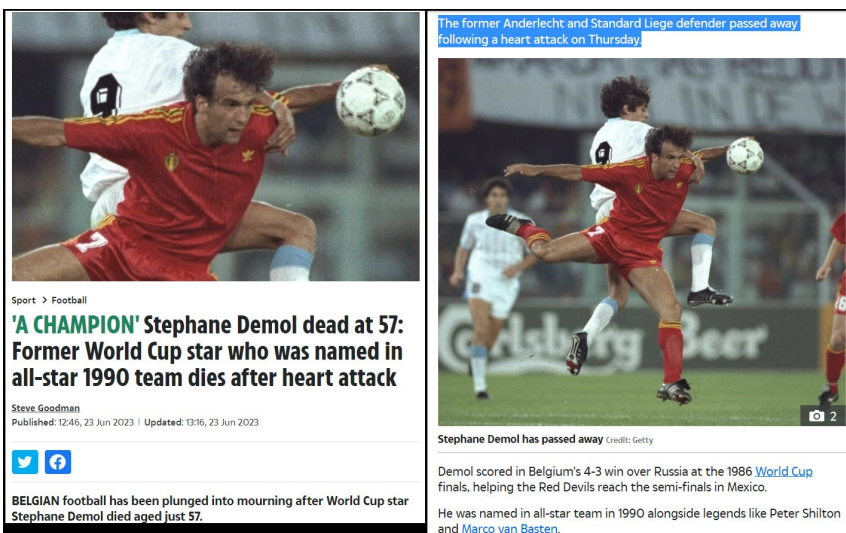 9
7
Sport > Football
'A CHAMPION' Stephane Demol dead at 57:
Former World Cup star who was named in
all-star 1990 team dies after heart attack
Steve Goodman
Published: 12:46, 23 Jun 2023 | Updated: 13:16, 23 Jun 2023
BELGIAN football has been plunged into mourning after World Cup star
Stephane Demol died aged just 57.
The former Anderlecht and Standard Liege defender passed away
following a heart attack on Thursday.
9
7
16
Carlsberg Beer
2
Stephane Demol has passed away Credit: Getty
Demol scored in Belgium's 4-3 win over Russia at the 1986 World Cup
finals, helping the Red Devils reach the semi-finals in Mexico.
He was named in all-star team in 1990 alongside legends like Peter Shilton
and Marco van Basten.